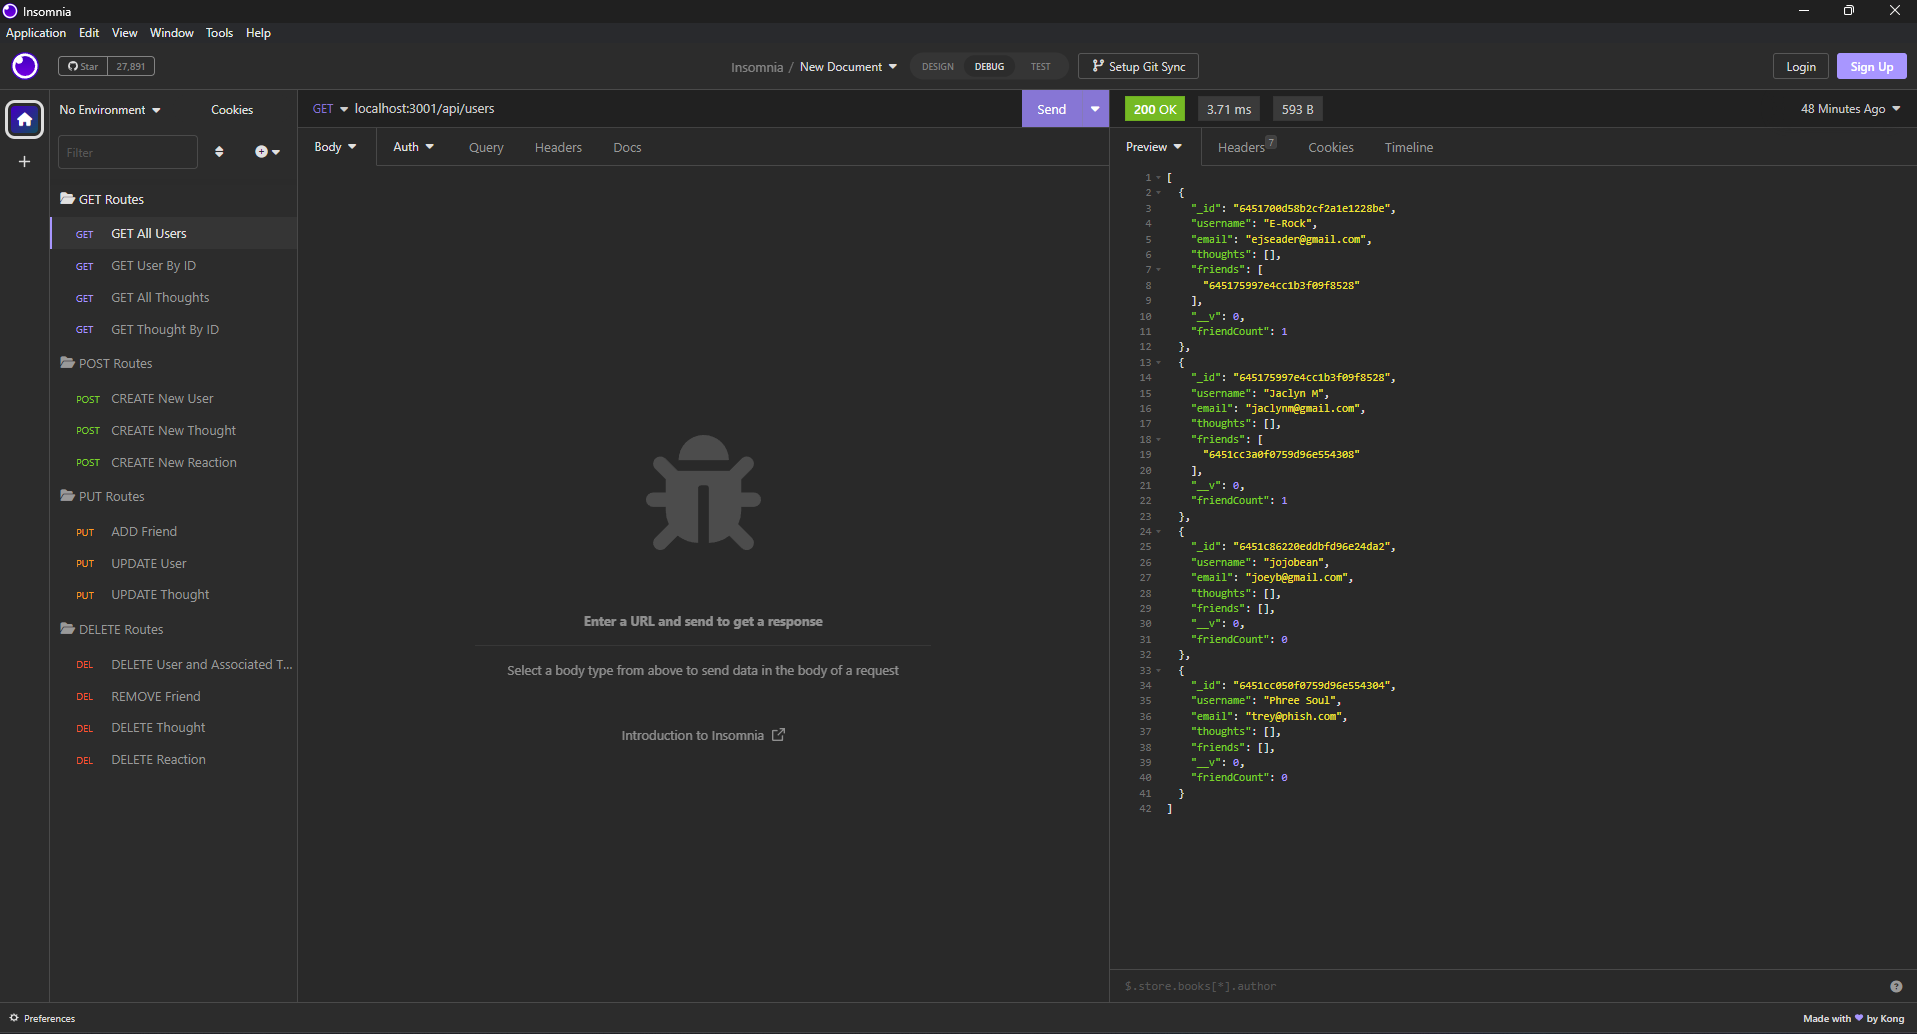 Insomnia
Application Edit View Window Tools Help
Star 27,891
Insomnia / New Document
DESIGN DEBUG TEST
Setup Git Sync
Login
Sign Up
No Environment
Cookies
Filter
GET Routes
GET GET All Users
GET GET User By ID
GET GET All Thoughts
GET GET Thought By ID
POST Routes
POST CREATE New User
POST CREATE New Thought
POST CREATE New Reaction
PUT Routes
PUT ADD Friend
PUT UPDATE User
PUT UPDATE Thought
DELETE Routes
DEL DELETE User and Associated T...
DEL REMOVE Friend
DEL DELETE Thought
DEL DELETE Reaction
GET localhost:3001/api/users
Send
Body Auth Query Headers Docs
Enter a URL and send to get a response
Select a body type from above to send data in the body of a request
Introduction to Insomnia
200 OK 3.71 ms 593 B
48 Minutes Ago
Preview Headers 7 Cookies Timeline
1 [
2 {
3 "_id": "6451700d58b2cf2a1e1228be",
4 "username": "E-Rock",
5 "email": "ejseader@gmail.com",
6 "thoughts": [],
7 "friends": [
8 "645175997e4cc1b3f09f8528"
9 ],
10 "__v": 0,
11 "friendCount": 1
12 },
13 {
14 "_id": "645175997e4cc1b3f09f8528",
15 "username": "Jaclyn M",
16 "email": "jaclynm@gmail.com",
17 "thoughts": [],
18 "friends": [
19 "6451cc3a0f0759d96e554308"
20 ],
21 "__v": 0,
22 "friendCount": 1
23 },
24 {
25 "_id": "6451c86220eddbfd96e24da2",
26 "username": "jojobean",
27 "email": "joeyb@gmail.com",
28 "thoughts": [],
29 "friends": [],
30 "__v": 0,
31 "friendCount": 0
32 },
33 {
34 "_id": "6451cc050f0759d96e554304",
35 "username": "Phree Soul",
36 "email": "trey@phish.com",
37 "thoughts": [],
38 "friends": [],
39 "__v": 0,
40 "friendCount": 0
41 }
42 ]
$.store.books[*].author
Preferences
Made with by Kong